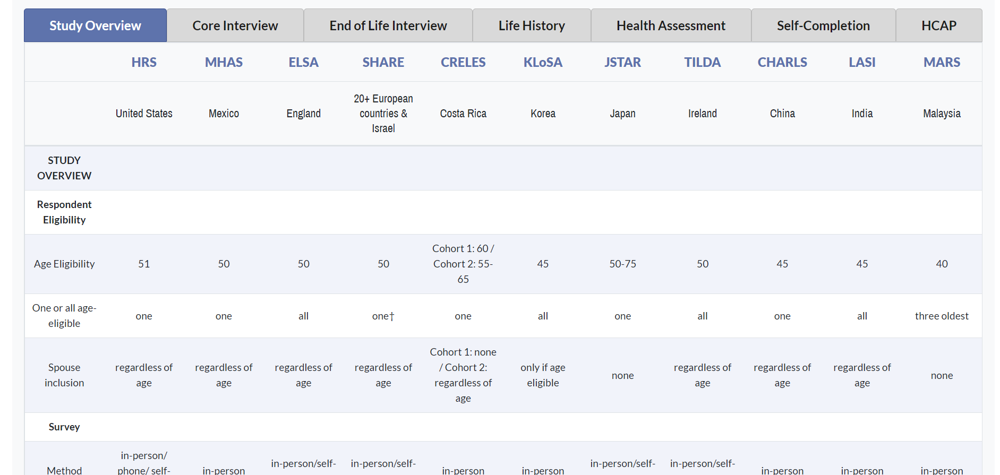 Study Overview Core Interview End of Life Interview Life History Health Assessment Self-Completion HCAP
HRS MHAS ELSA SHARE CRELES KLoSA JSTAR TILDA CHARLS LASI MARS
United States Mexico England 20+ European countries & Israel Costa Rica Korea Japan Ireland China India Malaysia
STUDY
OVERVIEW
Respondent
Eligibility
Age Eligibility 51 50 50 50 Cohort 1: 60 / Cohort 2: 55-65 45 50-75 50 45 45 40
One or all age-eligible one one all one† one all one all one all three oldest
Spouse inclusion regardless of age regardless of age regardless of age regardless of age Cohort 1: none / Cohort 2: regardless of age only if age eligible none regardless of age regardless of age regardless of age none
Survey
Method in-person/ phone/ self- in-person in-person/self- in-person/self- in-person in-person in-person/self- in-person/self- in-person in-person in-person